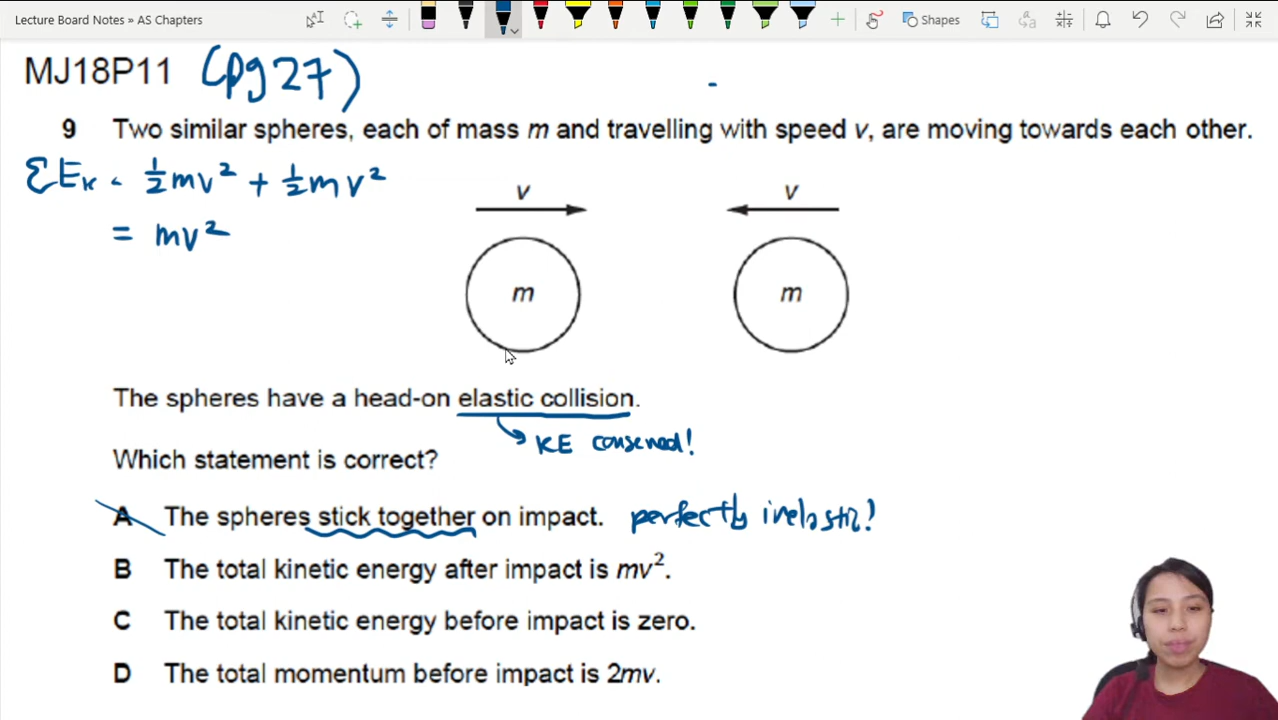 Lecture Board Notes » AS Chapters
Shapes
MJ18P11 (pg 27)
9 Two similar spheres, each of mass m and travelling with speed v, are moving towards each other.
ΣEₖ = ½mv² + ½mv²
= mv²
v v
m m
The spheres have a head-on elastic collision.
KE conserved!
Which statement is correct?
A The spheres stick together on impact. perfectly inelastic!
B The total kinetic energy after impact is mv².
C The total kinetic energy before impact is zero.
D The total momentum before impact is 2mv.